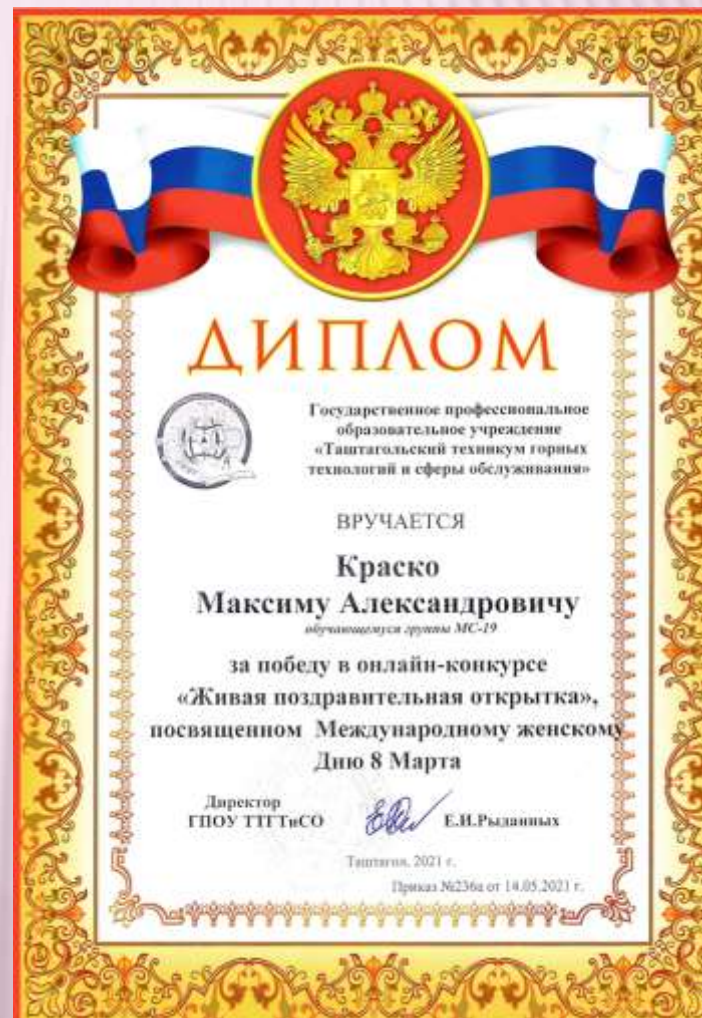 ДИПЛОМ
Государственное профессиональное
образовательное учреждение
«Таштагольский техникум горных
технологий и сферы обслуживания»
ВРУЧАЕТСЯ
Краско
Максиму Александровичу
обучающемуся группы МС-19
за победу в онлайн-конкурсе
«Живая поздравительная открытка»,
посвященном Международному женскому
Дню 8 Марта
Директор
ГПОУ ТТГТиСО Е.И.Рыданных
Таштагол, 2021 г.
Приказ №236а от 14.05.2021 г.